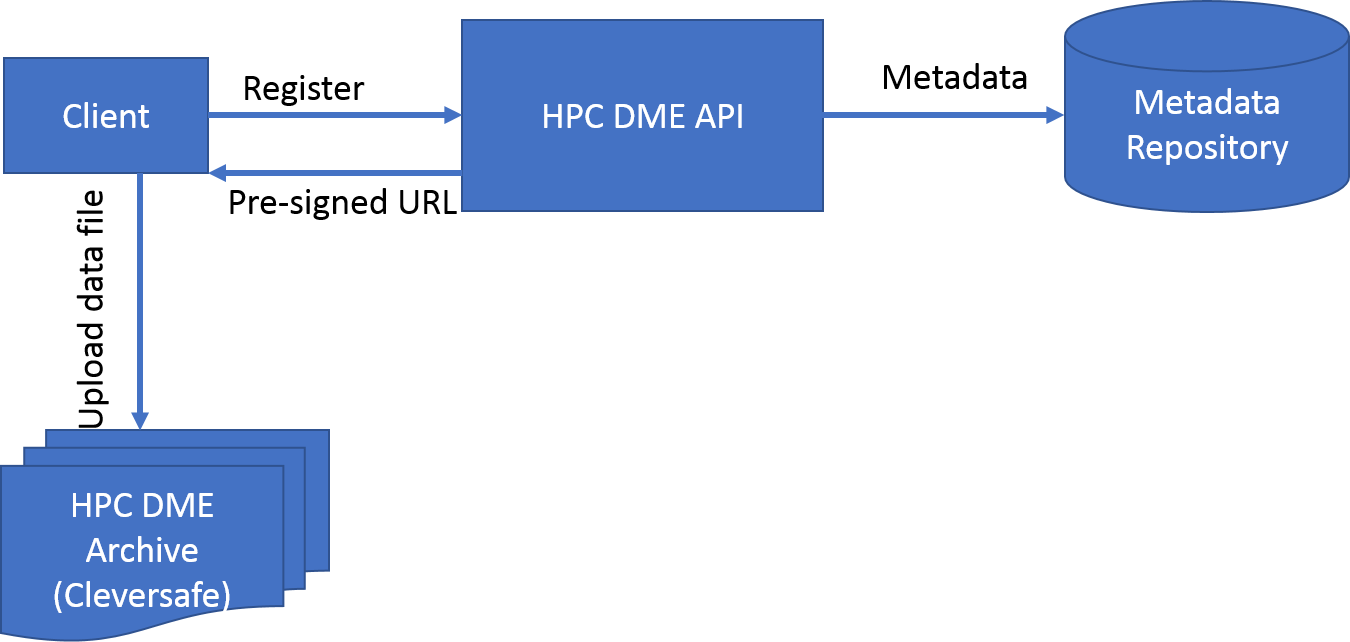 Client
Register
HPC DME API
Metadata
Metadata
Repository
Pre-signed URL
Upload data file
HPC DME
Archive
(Cleversafe)